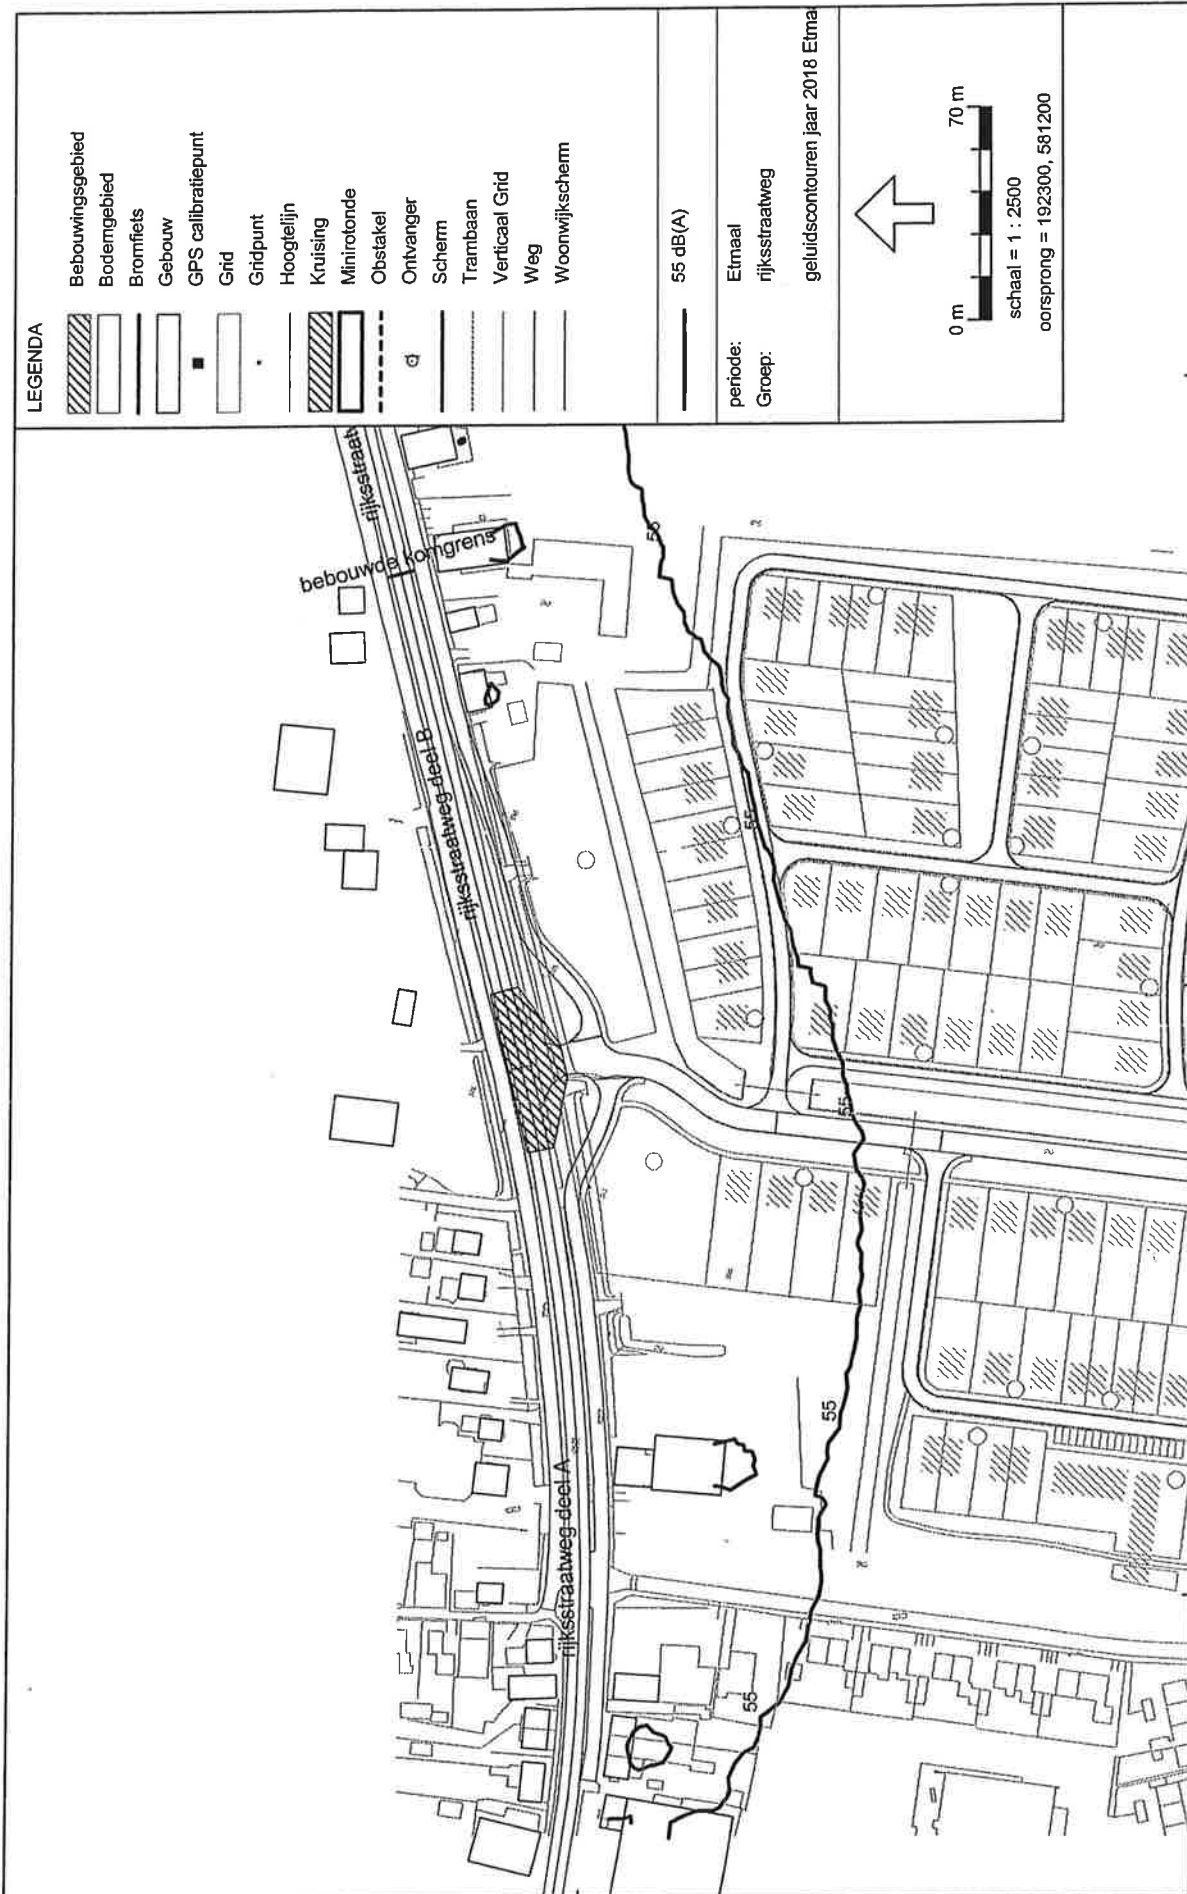 LEGENDA
Bebouwingsgebied
Bodemgebied
Bromfiets
Gebouw
GPS calibratiepunt
Grid
Gridpunt
Hoogtelijn
Kruising
Minirotonde
Obstakel
Ontvanger
Scherm
Trambaan
Verticaal Grid
Weg
Woonwijkscherm
55 dB(A)
periode: Etmaal
Groep: rijksstraatweg
geluidscontouren jaar 2018 Etmaa
0 m 70 m
schaal = 1 : 2500
oorsprong = 192300, 581200
rijksstraatw
bebouwde komgrens
rijksstraatweg deel B
rijksstraatweg deel A
55
55
55
55
55